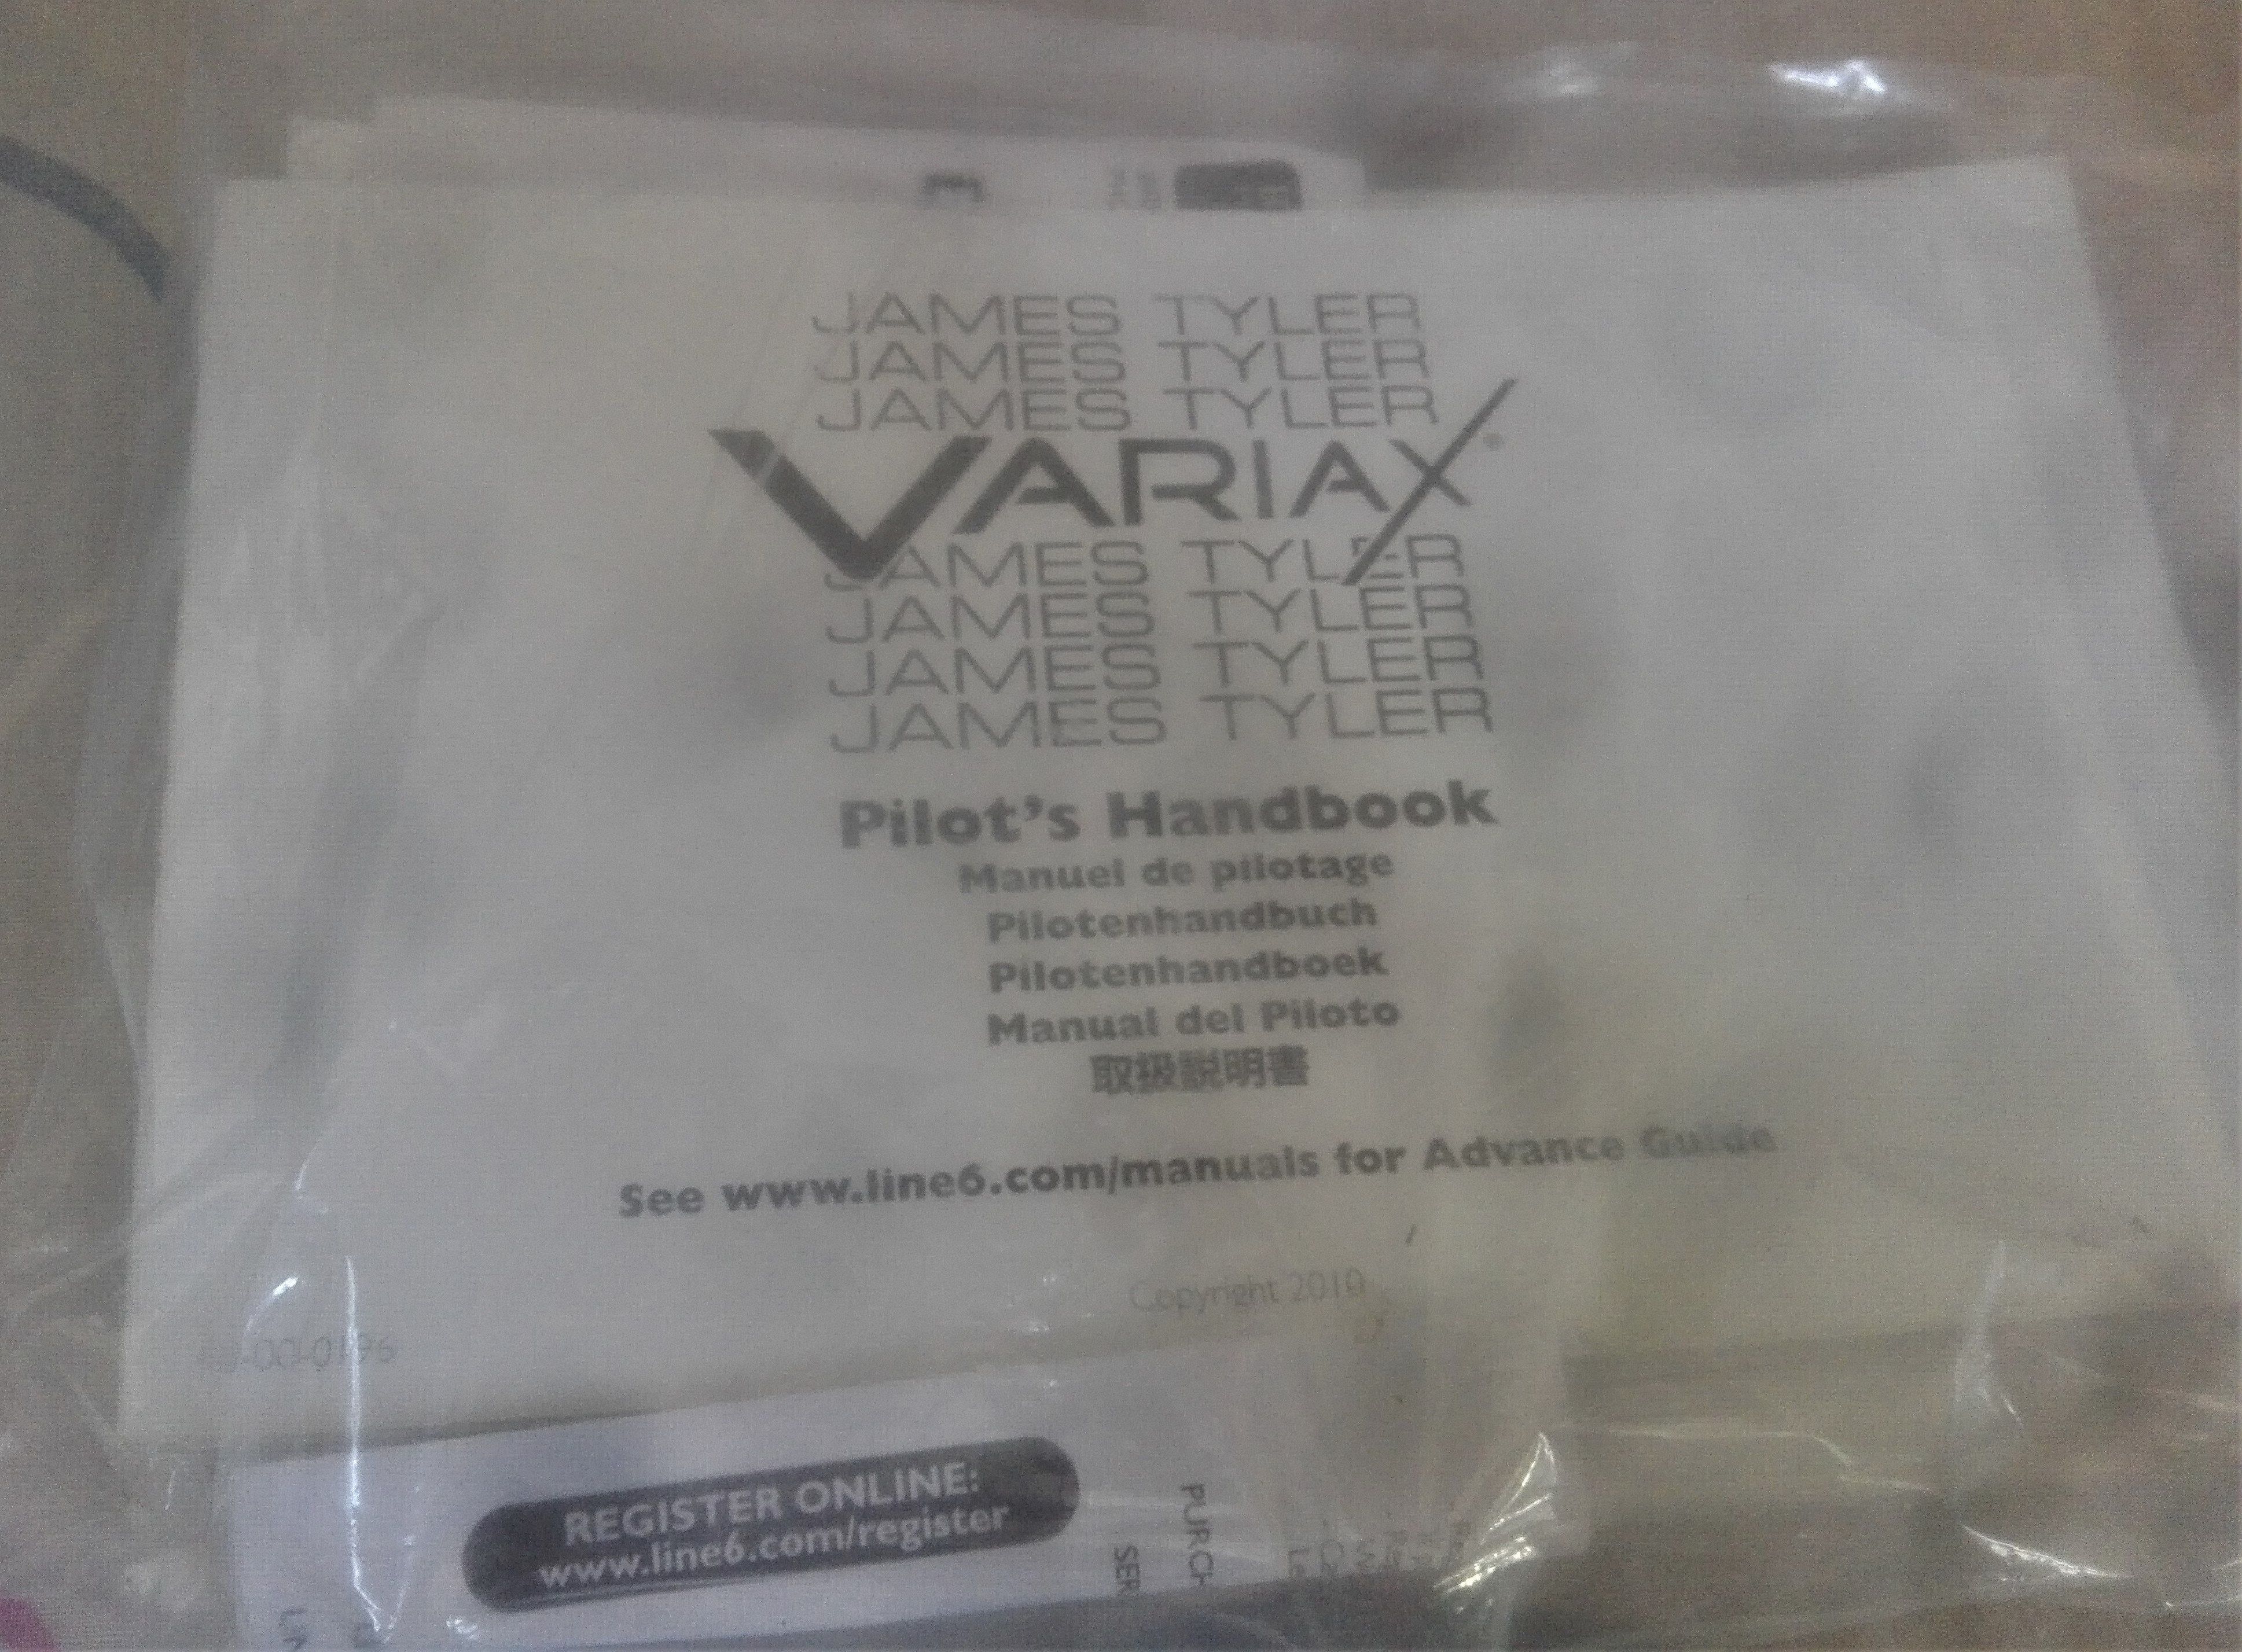 JAMES TYLER
JAMES TYLER
JAMES TYLER
VARIAX®
JAMES TYLER
JAMES TYLER
JAMES TYLER
JAMES TYLER
Pilot's Handbook
Manuel de pilotage
Pilotenhandbuch
Pilotenhandboek
Manual del Piloto
取扱説明書
See www.line6.com/manuals for Advance Guide
Copyright 2010
REGISTER ONLINE:
www.line6.com/register